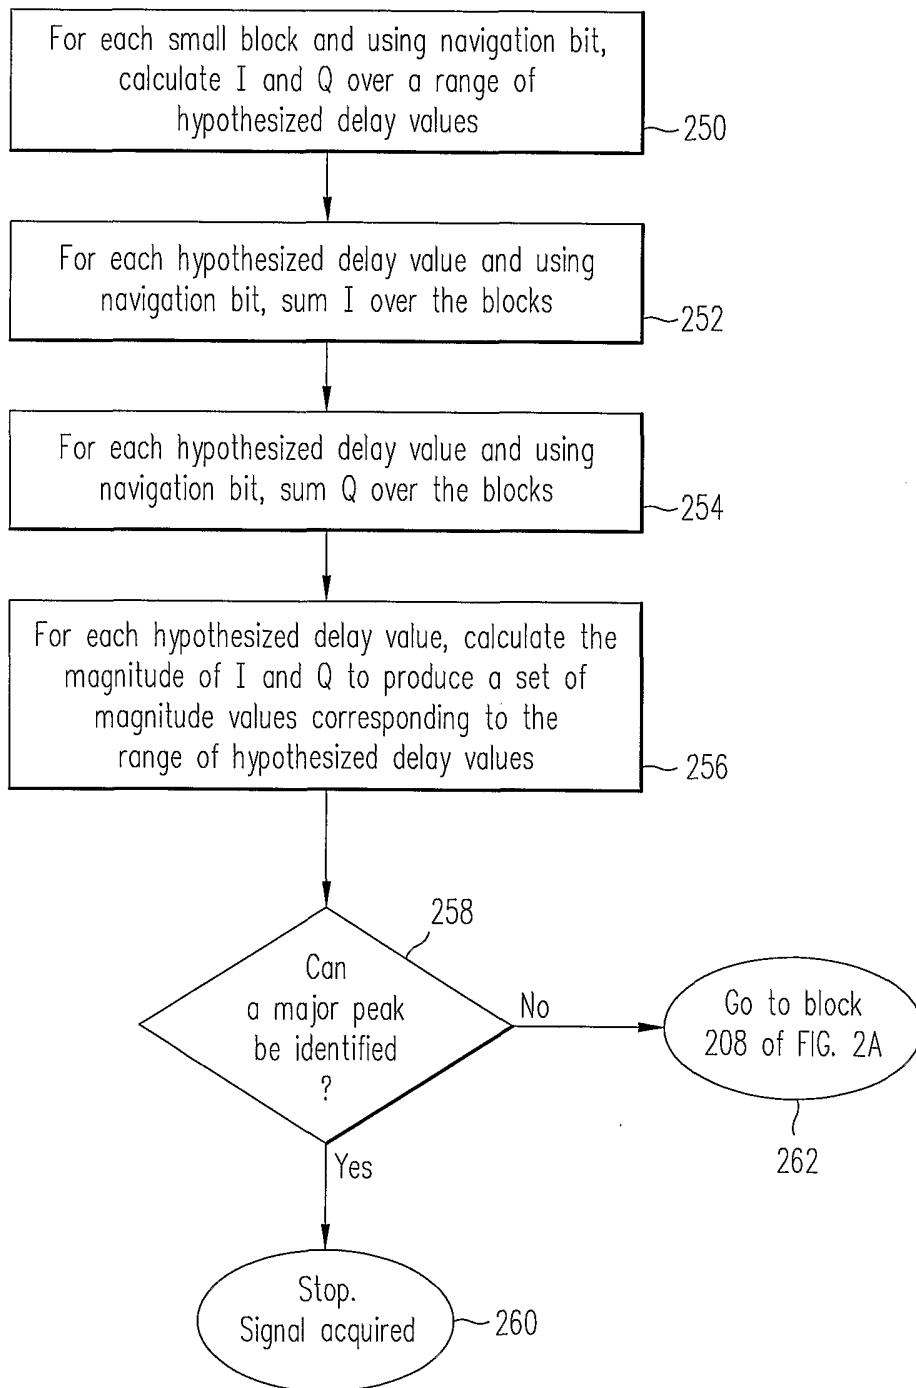 For each small block and using navigation bit,
calculate I and Q over a range of
hypothesized delay values
250
For each hypothesized delay value and using
navigation bit, sum I over the blocks
252
For each hypothesized delay value and using
navigation bit, sum Q over the blocks
254
For each hypothesized delay value, calculate the
magnitude of I and Q to produce a set of
magnitude values corresponding to the
range of hypothesized delay values
256
258
Can
a major peak
be identified
?
No
Go to block
208 of FIG. 2A
262
Yes
Stop.
Signal acquired
260